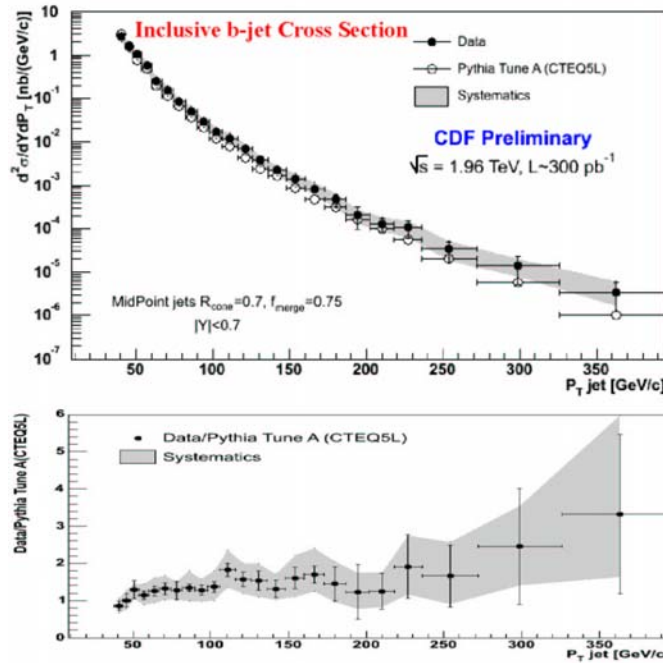 Inclusive b-jet Cross Section
Data
Pythia Tune A (CTEQ5L)
Systematics
CDF Preliminary
√s = 1.96 TeV, L~300 pb⁻¹
MidPoint jets R_cone=0.7, f_merge=0.75
|Y|<0.7
d²σ/dYdP_T [nb/(GeV/c)]
10
1
10⁻¹
10⁻²
10⁻³
10⁻⁴
10⁻⁵
10⁻⁶
10⁻⁷
50 100 150 200 250 300 350
P_T jet [GeV/c]
Data/Pythia Tune A (CTEQ5L)
Systematics
Data/Pythia Tune A(CTEQ5L)
6
5
4
3
2
1
0
50 100 150 200 250 300 350
P_T jet [GeV/c]